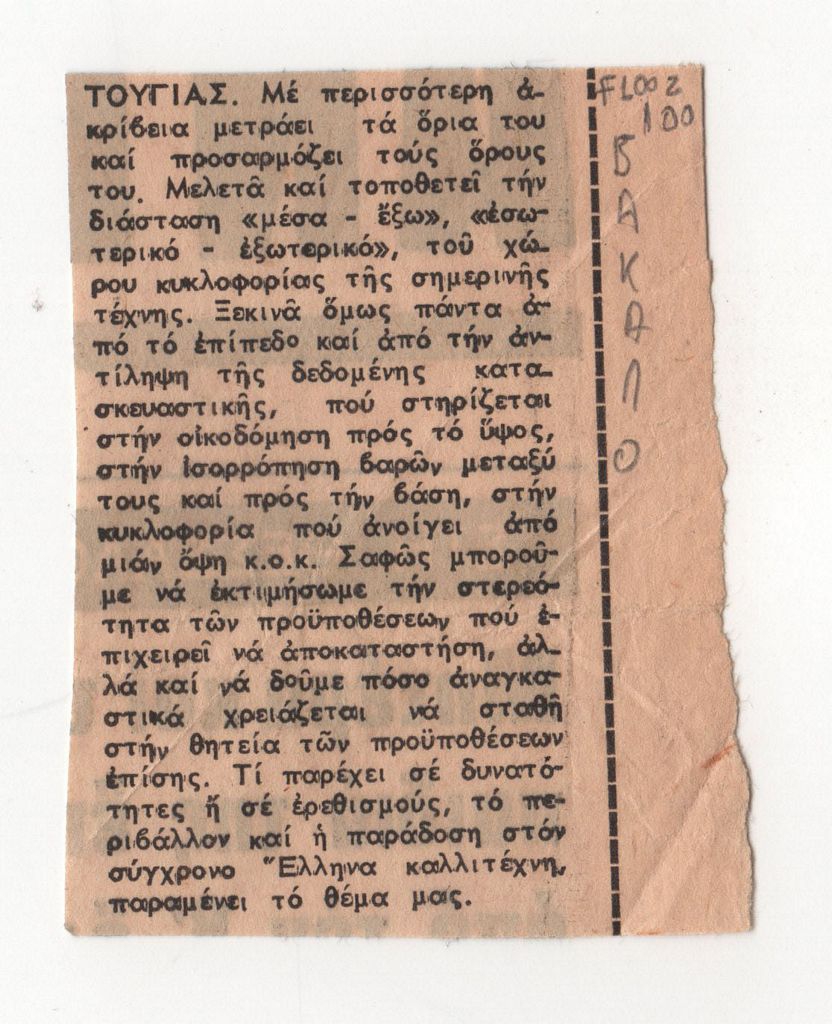 ΤΟΥΓΙΑΣ. Μέ περισσότερη ἀ-
κρίβεια μετράει τά ὅρια του
καί προσαρμόζει τούς ὅρους
του. Μελετᾶ καί τοποθετεῖ τήν
διάσταση «μέσα - ἔξω», «ἐσω-
τερικό - ἐξωτερικό», τοῦ χώ-
ρου κυκλοφορίας τῆς σημερινῆς
τέχνης. Ξεκινᾶ ὅμως πάντα ἀ-
πό τό ἐπίπεδο καί ἀπό τήν ἀν-
τίληψη τῆς δεδομένης κατα-
σκευαστικῆς, πού στηρίζεται
στήν οἰκοδόμηση πρός τό ὕψος,
στήν ἰσορρόπηση βαρῶν μεταξύ
τους καί πρός τήν βάση, στήν
κυκλοφορία πού ἀνοίγει ἀπό
μιάν ὄψη κ.ο.κ. Σαφῶς μποροῦ-
με νά ἐκτιμήσωμε τήν στερεό-
τητα τῶν προϋποθέσεων πού ἐ-
πιχειρεῖ νά ἀποκαταστήση, ἀλ-
λά καί νά δοῦμε πόσο ἀναγκα-
στικά χρειάζεται νά σταθῆ
στήν θητεία τῶν προϋποθέσεων
ἐπίσης. Τί παρέχει σέ δυνατό-
τητες ἤ σέ ἐρεθισμούς, τό πε-
ριβάλλον καί ἡ παράδοση στόν
σύγχρονο Ἕλληνα καλλιτέχνη,
παραμένει τό θέμα μας.
FLOOZ
100
ΒΑΚΑΛΟ